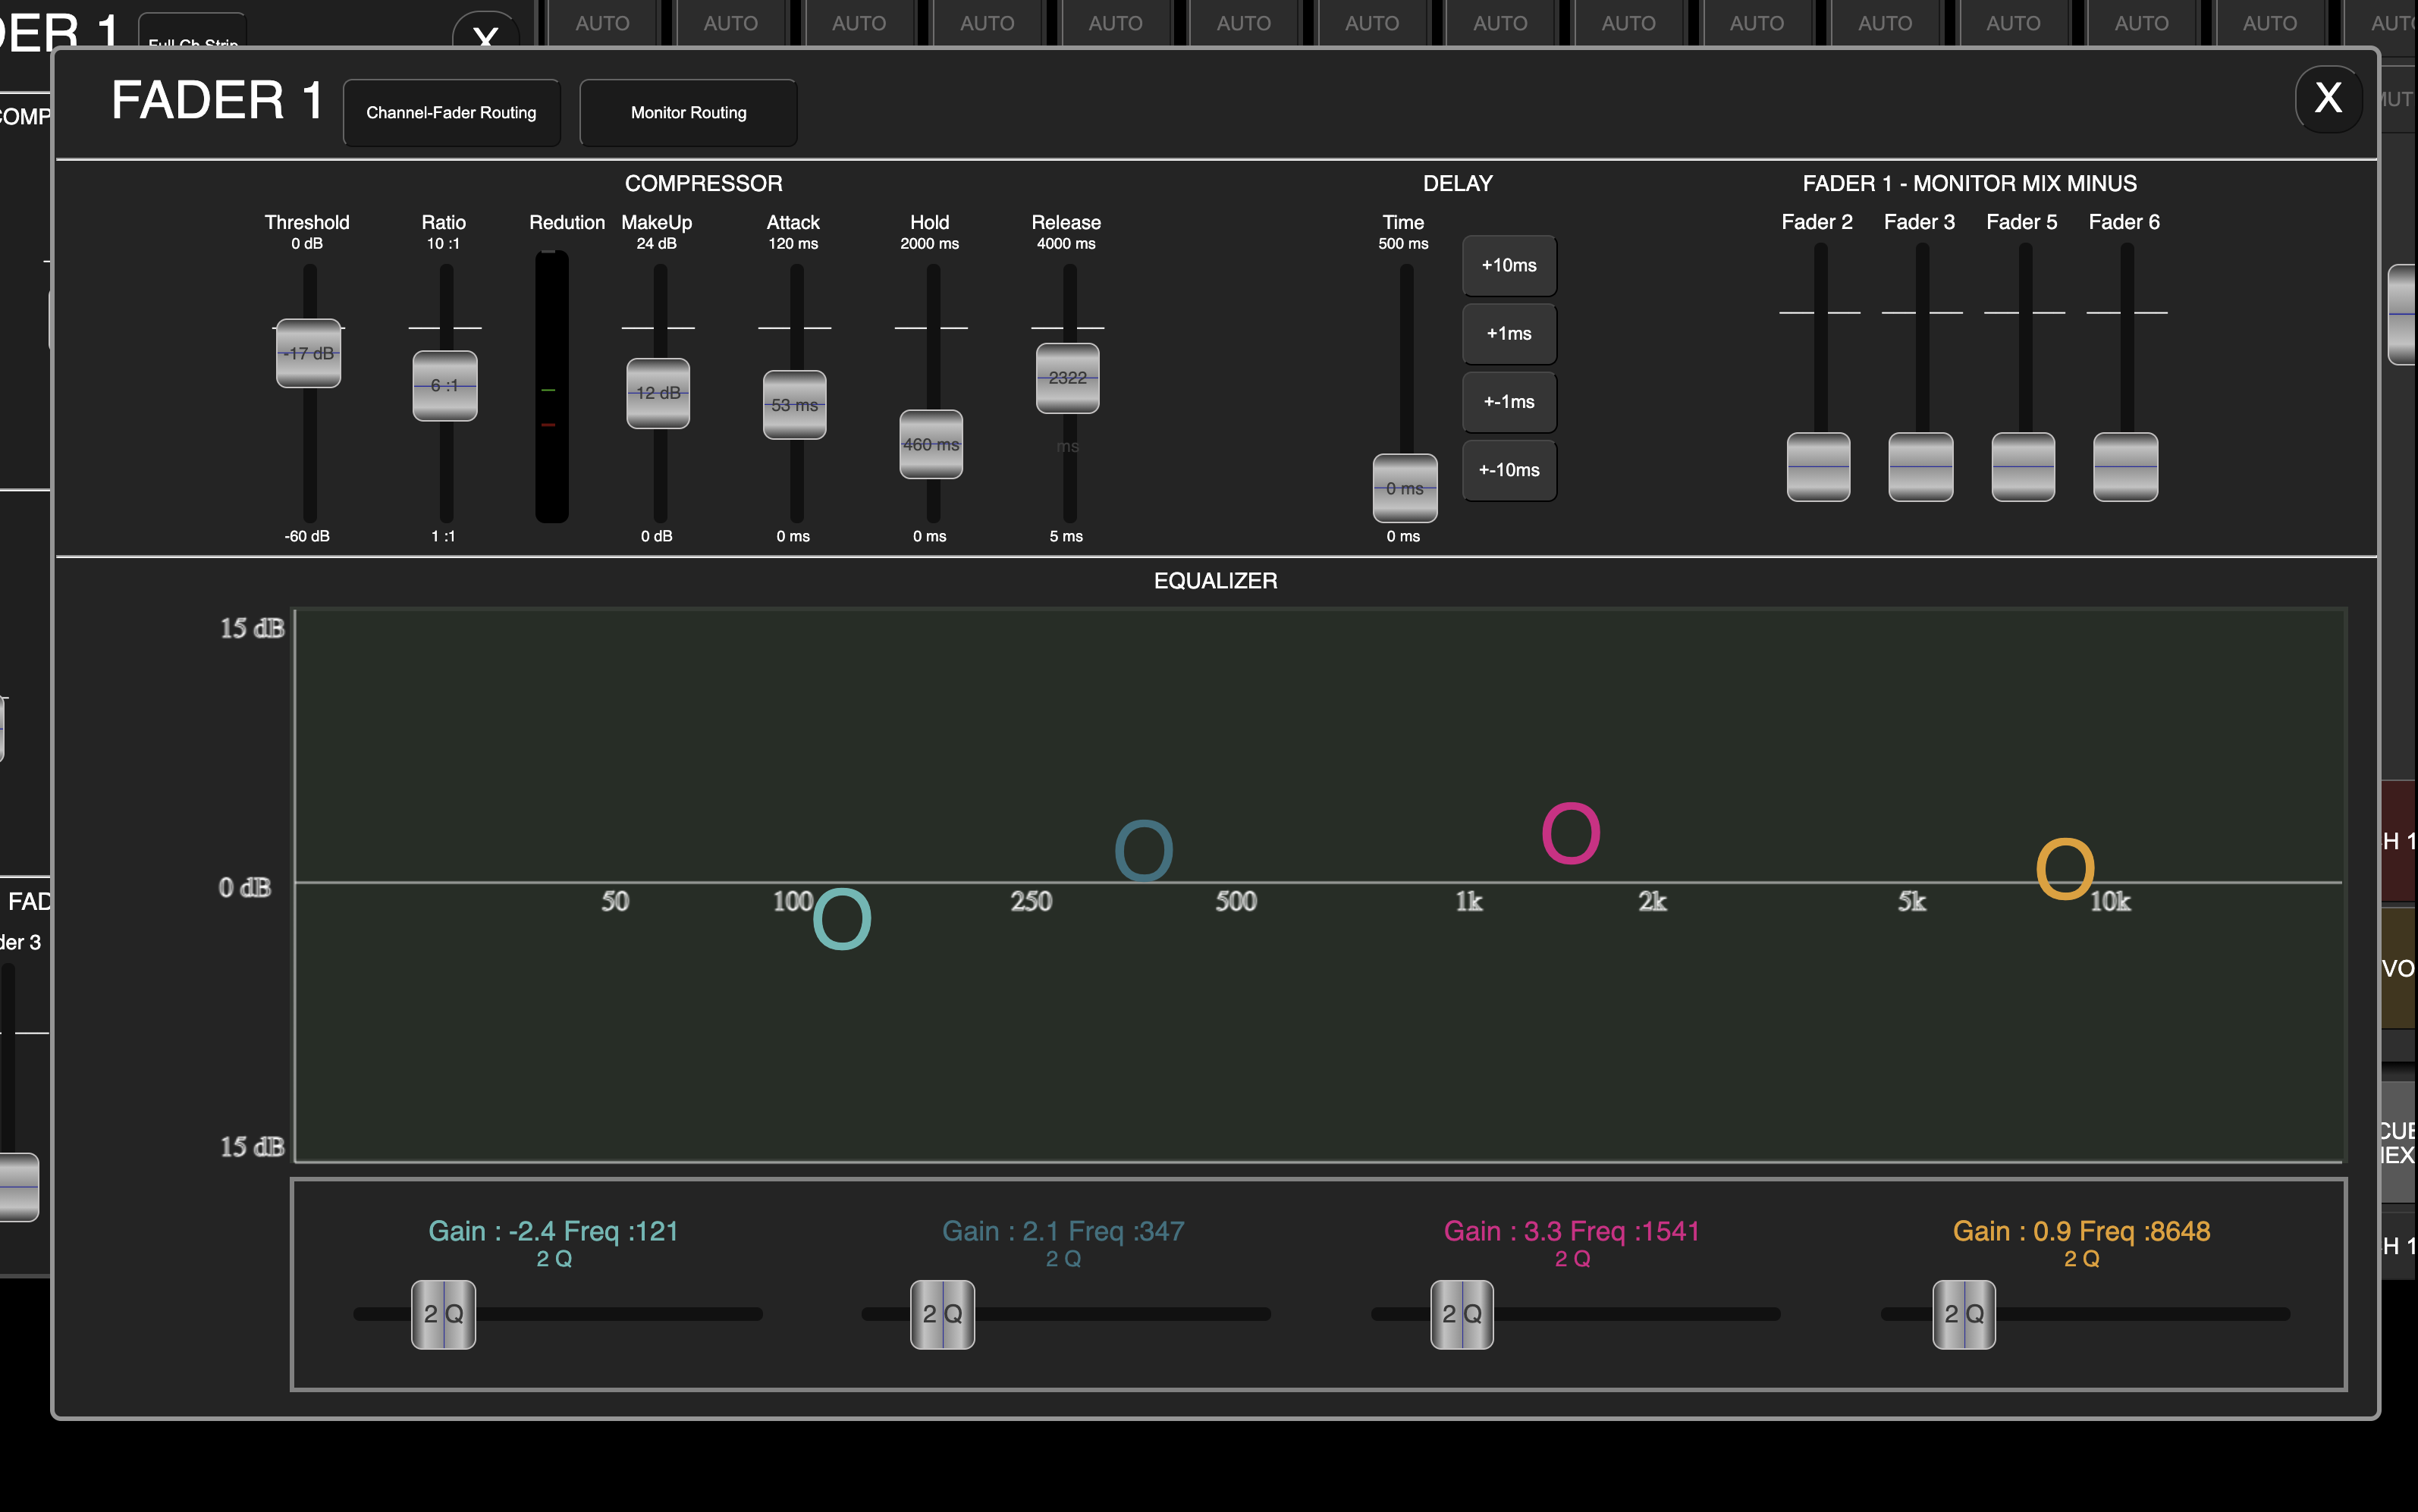 DER 1
Full Ch Strip
X
AUTO AUTO AUTO AUTO AUTO AUTO AUTO AUTO AUTO AUTO AUTO AUTO AUTO AUTO AUT
FADER 1
Channel-Fader Routing
Monitor Routing
X
MUT
COMP
COMPRESSOR
Threshold
0 dB
-17 dB
-60 dB
Ratio
10 :1
6 :1
1 :1
Redution
MakeUp
24 dB
12 dB
0 dB
Attack
120 ms
53 ms
0 ms
Hold
2000 ms
460 ms
0 ms
Release
4000 ms
2322
ms
5 ms
DELAY
Time
500 ms
0 ms
0 ms
+10ms
+1ms
+-1ms
+-10ms
FADER 1 - MONITOR MIX MINUS
Fader 2 Fader 3 Fader 5 Fader 6
EQUALIZER
15 dB
0 dB
50 100 250 500 1k 2k 5k 10k
15 dB
FAD
der 3
H 1
VO
CUE
NEX
H 1
Gain : -2.4 Freq :121
2 Q
2 Q
Gain : 2.1 Freq :347
2 Q
2 Q
Gain : 3.3 Freq :1541
2 Q
2 Q
Gain : 0.9 Freq :8648
2 Q
2 Q